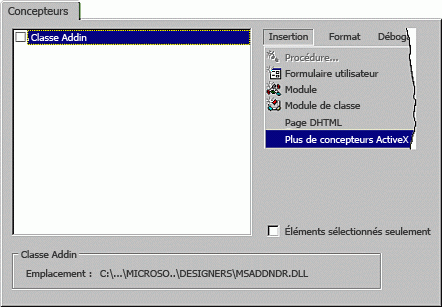 Concepteurs
Classe Addin
Insertion Format Débog
Procédure...
Formulaire utilisateur
Module
Module de classe
Page DHTML
Plus de concepteurs ActiveX
Éléments sélectionnés seulement
Classe Addin
Emplacement : C:\...\MICROSO..\DESIGNERS\MSADDNDR.DLL